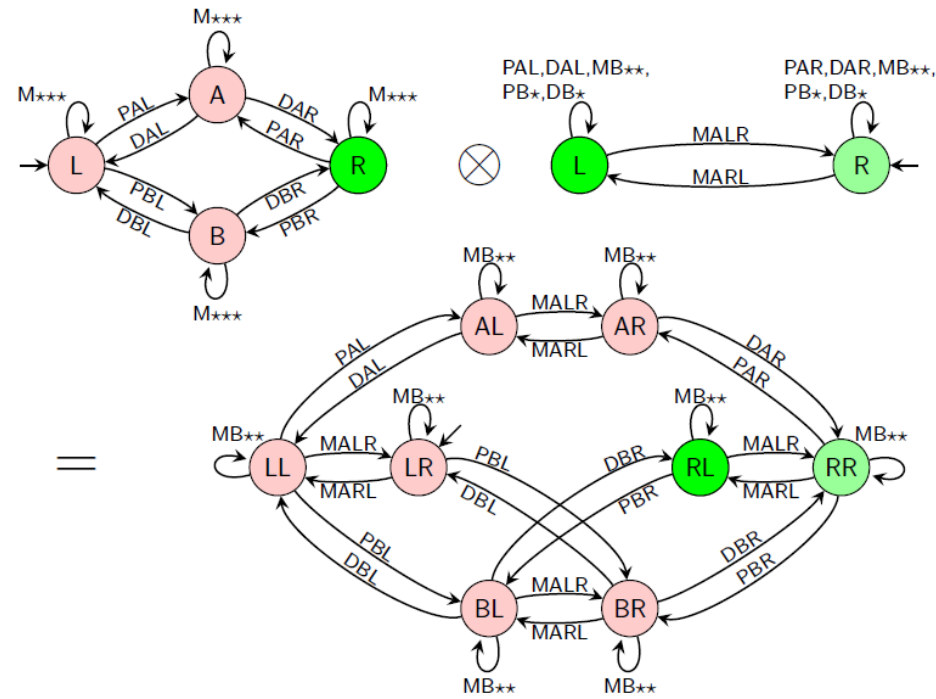 M⋆⋆⋆
A
M⋆⋆⋆
PAL
DAL
DAR
PAR
M⋆⋆⋆
L
R
PBL
DBL
DBR
PBR
B
M⋆⋆⋆
⊗
PAL,DAL,MB⋆⋆,
PB⋆,DB⋆
PAR,DAR,MB⋆⋆,
PB⋆,DB⋆
L
MALR
MARL
R
=
MB⋆⋆
MB⋆⋆
AL
MALR
MARL
AR
PAL
DAL
DAR
PAR
MB⋆⋆
MB⋆⋆
MB⋆⋆
MB⋆⋆
LL
MALR
MARL
LR
PBL
DBL
DBR
PBR
RL
MALR
MARL
RR
PBL
DBL
DBR
PBR
BL
MALR
MARL
BR
MB⋆⋆
MB⋆⋆